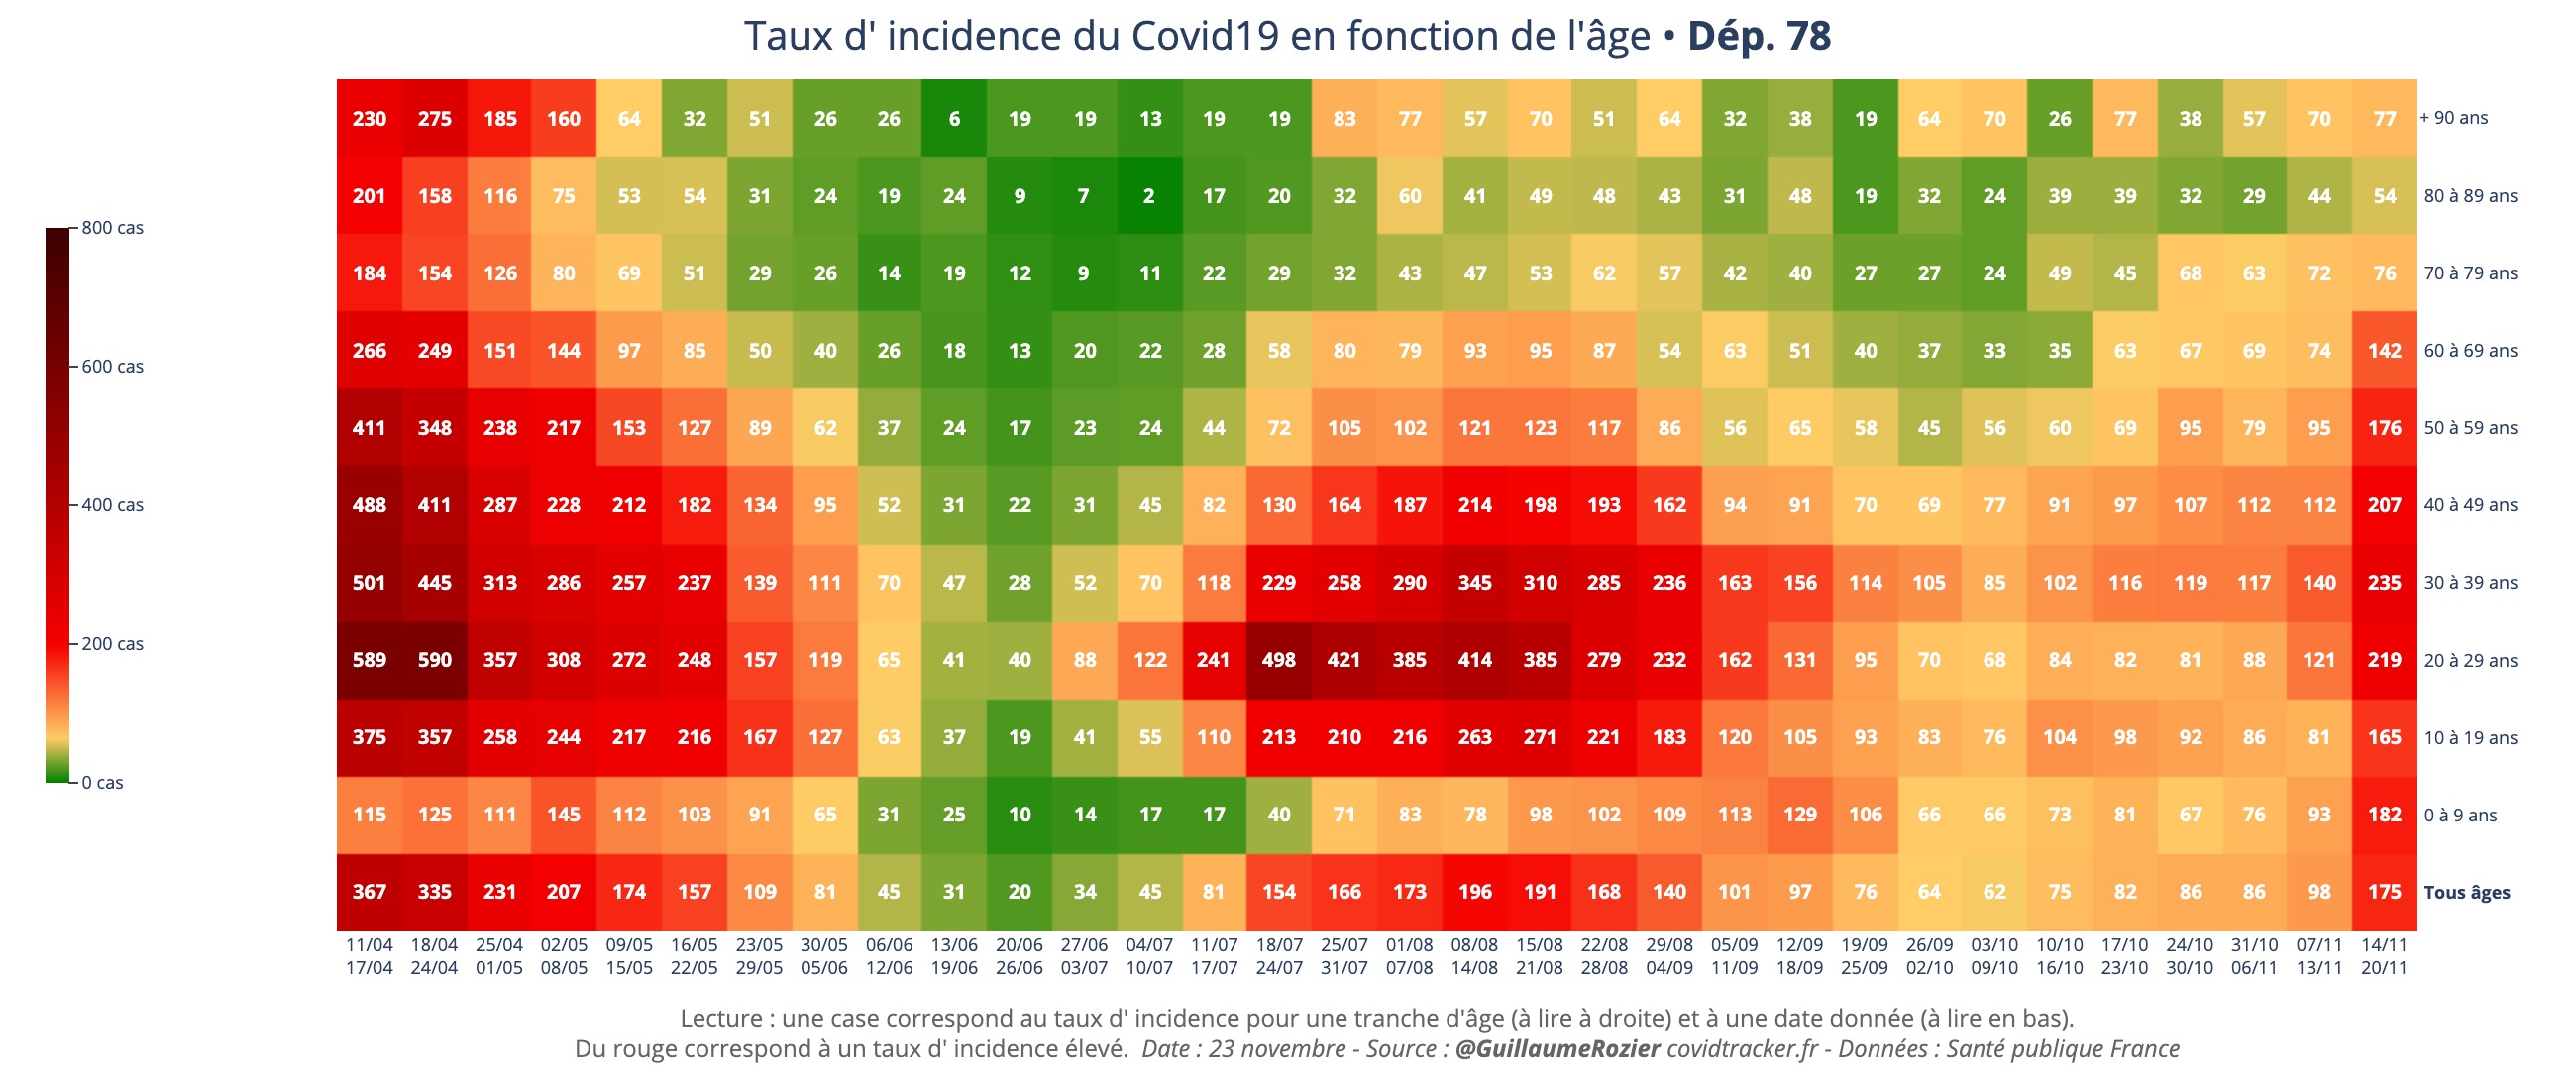 Taux d' incidence du Covid19 en fonction de l'âge • Dép. 78
230 275 185 160 64 32 51 26 26 6 19 19 13 19 19 83 77 57 70 51 64 32 38 19 64 70 26 77 38 57 70 77 + 90 ans
201 158 116 75 53 54 31 24 19 24 9 7 2 17 20 32 60 41 49 48 43 31 48 19 32 24 39 39 32 29 44 54 80 à 89 ans
184 154 126 80 69 51 29 26 14 19 12 9 11 22 29 32 43 47 53 62 57 42 40 27 27 24 49 45 68 63 72 76 70 à 79 ans
266 249 151 144 97 85 50 40 26 18 13 20 22 28 58 80 79 93 95 87 54 63 51 40 37 33 35 63 67 69 74 142 60 à 69 ans
411 348 238 217 153 127 89 62 37 24 17 23 24 44 72 105 102 121 123 117 86 56 65 58 45 56 60 69 95 79 95 176 50 à 59 ans
488 411 287 228 212 182 134 95 52 31 22 31 45 82 130 164 187 214 198 193 162 94 91 70 69 77 91 97 107 112 112 207 40 à 49 ans
501 445 313 286 257 237 139 111 70 47 28 52 70 118 229 258 290 345 310 285 236 163 156 114 105 85 102 116 119 117 140 235 30 à 39 ans
589 590 357 308 272 248 157 119 65 41 40 88 122 241 498 421 385 414 385 279 232 162 131 95 70 68 84 82 81 88 121 219 20 à 29 ans
375 357 258 244 217 216 167 127 63 37 19 41 55 110 213 210 216 263 271 221 183 120 105 93 83 76 104 98 92 86 81 165 10 à 19 ans
115 125 111 145 112 103 91 65 31 25 10 14 17 17 40 71 83 78 98 102 109 113 129 106 66 66 73 81 67 76 93 182 0 à 9 ans
367 335 231 207 174 157 109 81 45 31 20 34 45 81 154 166 173 196 191 168 140 101 97 76 64 62 75 82 86 86 98 175 Tous âges
11/04 18/04 25/04 02/05 09/05 16/05 23/05 30/05 06/06 13/06 20/06 27/06 04/07 11/07 18/07 25/07 01/08 08/08 15/08 22/08 29/08 05/09 12/09 19/09 26/09 03/10 10/10 17/10 24/10 31/10 07/11 14/11
17/04 24/04 01/05 08/05 15/05 22/05 29/05 05/06 12/06 19/06 26/06 03/07 10/07 17/07 24/07 31/07 07/08 14/08 21/08 28/08 04/09 11/09 18/09 25/09 02/10 09/10 16/10 23/10 30/10 06/11 13/11 20/11
800 cas
600 cas
400 cas
200 cas
0 cas
Lecture : une case correspond au taux d' incidence pour une tranche d'âge (à lire à droite) et à une date donnée (à lire en bas).
Du rouge correspond à un taux d' incidence élevé. Date : 23 novembre - Source : @GuillaumeRozier covidtracker.fr - Données : Santé publique France